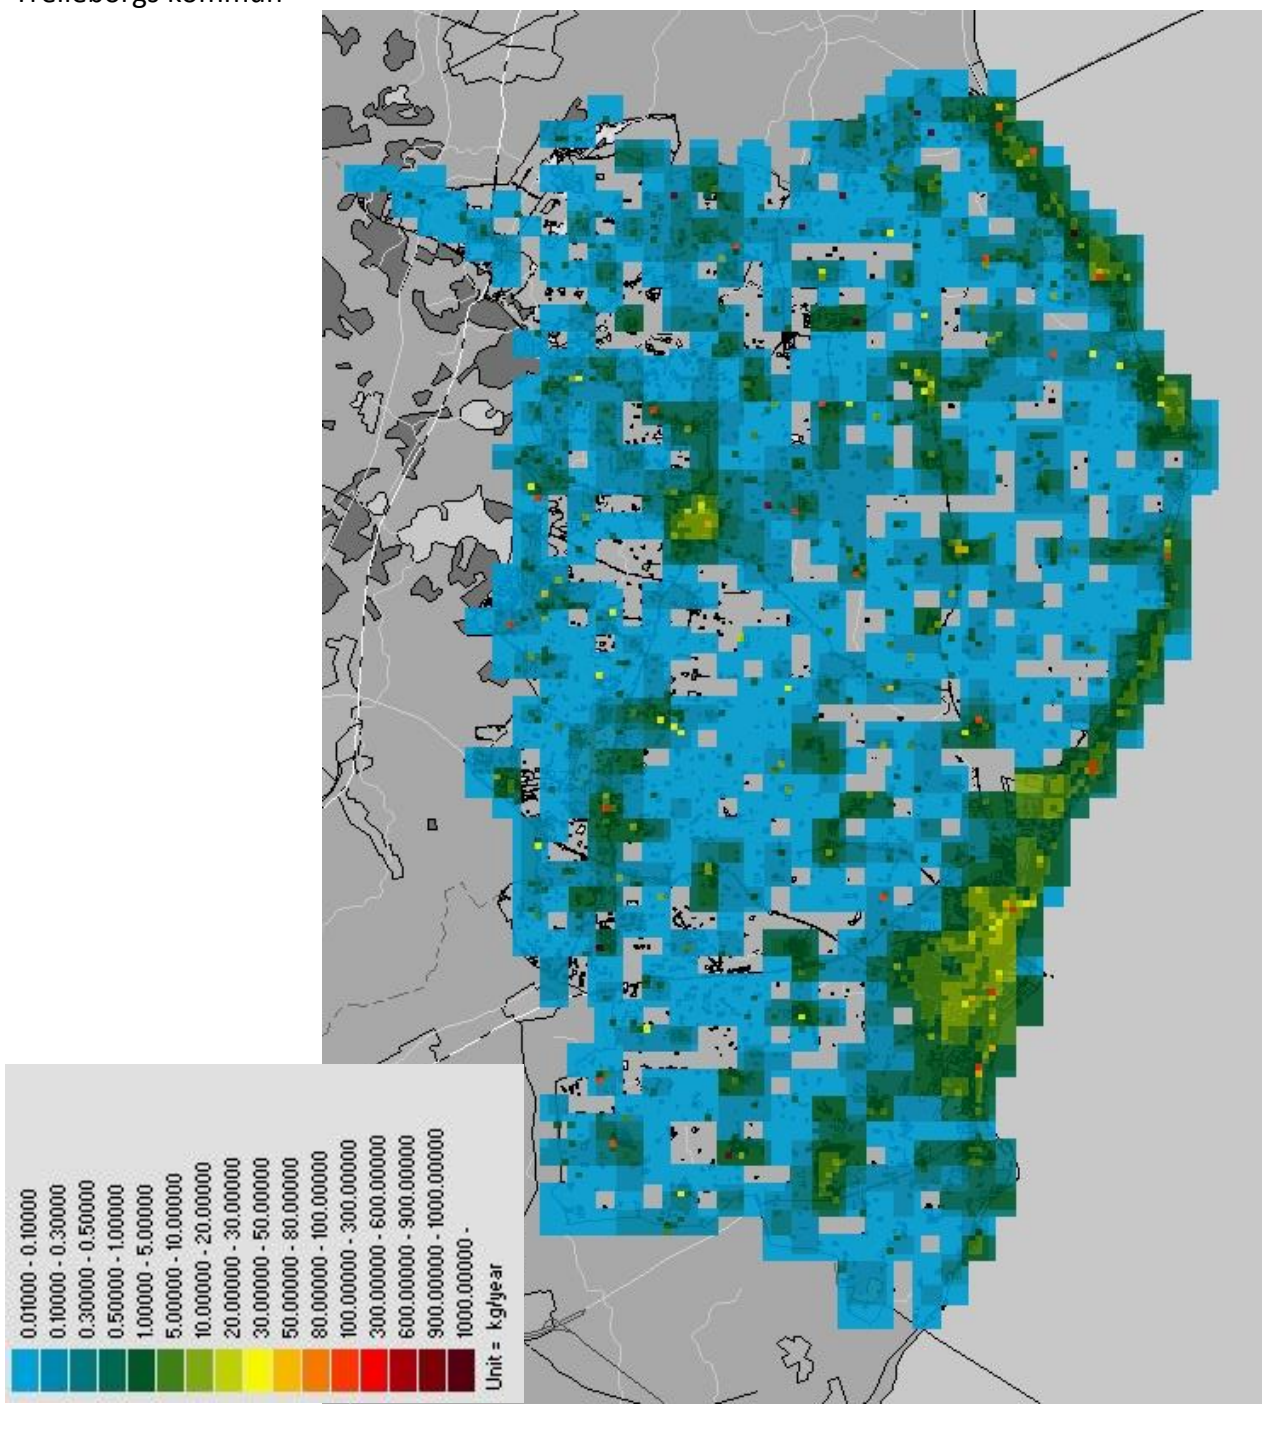 Trelleborgs kommun
0.01000 - 0.10000
0.10000 - 0.30000
0.30000 - 0.50000
0.50000 - 1.00000
1.00000 - 5.00000
5.00000 - 10.00000
10.00000 - 20.00000
20.00000 - 30.00000
30.00000 - 50.00000
50.00000 - 80.00000
80.00000 - 100.00000
100.00000 - 300.00000
300.00000 - 600.00000
600.00000 - 900.00000
900.00000 - 1000.00000
1000.00000 -
Unit = kg/year